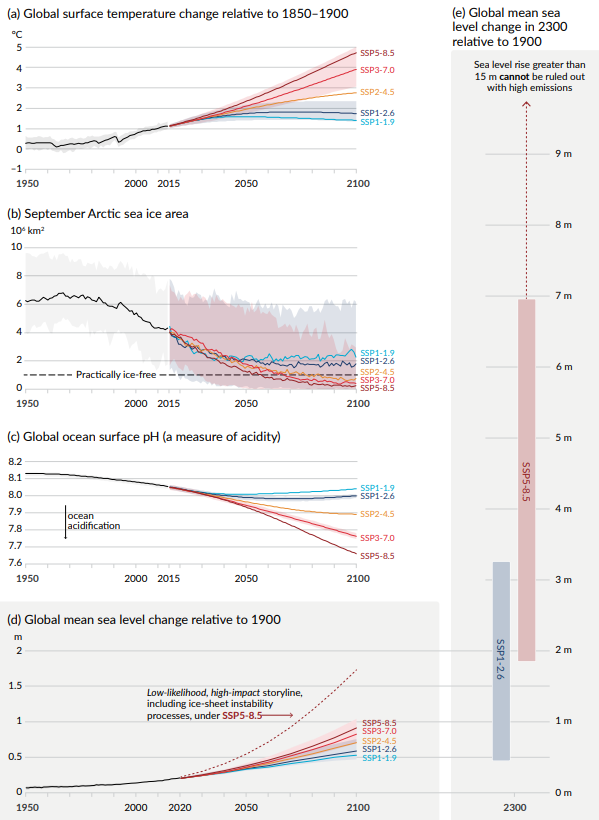 (a) Global surface temperature change relative to 1850–1900
°C
5
4
3
2
1
0
−1
SSP5-8.5
SSP3-7.0
SSP2-4.5
SSP1-2.6
SSP1-1.9
1950 2000 2015 2050 2100
(b) September Arctic sea ice area
10⁶ km²
10
8
6
4
2
0
Practically ice-free
SSP1-1.9
SSP1-2.6
SSP2-4.5
SSP3-7.0
SSP5-8.5
1950 2000 2015 2050 2100
(c) Global ocean surface pH (a measure of acidity)
8.2
8.1
8.0
7.9
7.8
7.7
7.6
ocean
acidification
SSP1-1.9
SSP1-2.6
SSP2-4.5
SSP3-7.0
SSP5-8.5
1950 2000 2015 2050 2100
(d) Global mean sea level change relative to 1900
m
2
1.5
1
0.5
0
Low-likelihood, high-impact storyline,
including ice-sheet instability
processes, under SSP5-8.5
SSP5-8.5
SSP3-7.0
SSP2-4.5
SSP1-2.6
SSP1-1.9
1950 2000 2020 2050 2100
(e) Global mean sea
level change in 2300
relative to 1900
Sea level rise greater than
15 m cannot be ruled out
with high emissions
9 m
8 m
7 m
6 m
5 m
4 m
3 m
2 m
1 m
0 m
SSP5-8.5
SSP1-2.6
2300